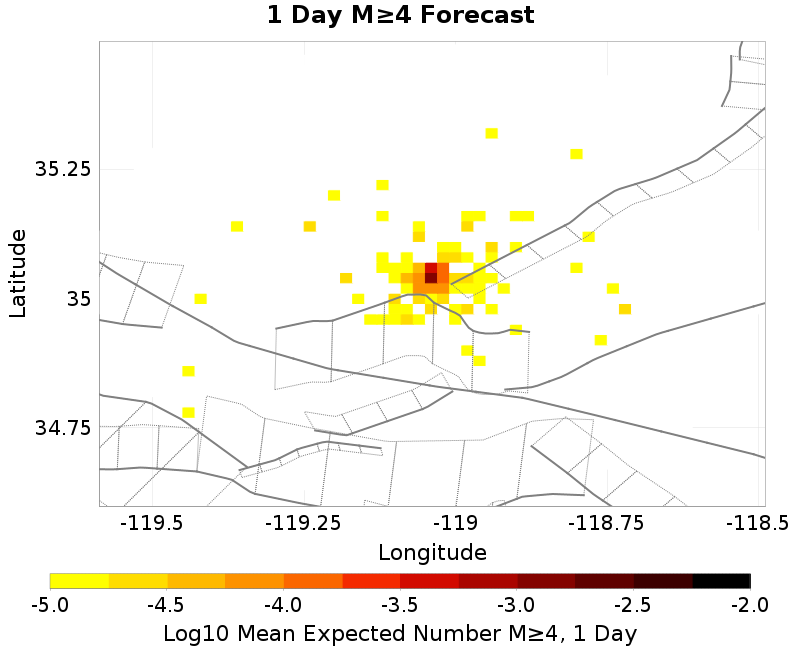 1 Day M≥4 Forecast
35.25
35
34.75
Latitude
-119.5 -119.25 -119 -118.75 -118.5
Longitude
-5.0 -4.5 -4.0 -3.5 -3.0 -2.5 -2.0
Log10 Mean Expected Number M≥4, 1 Day